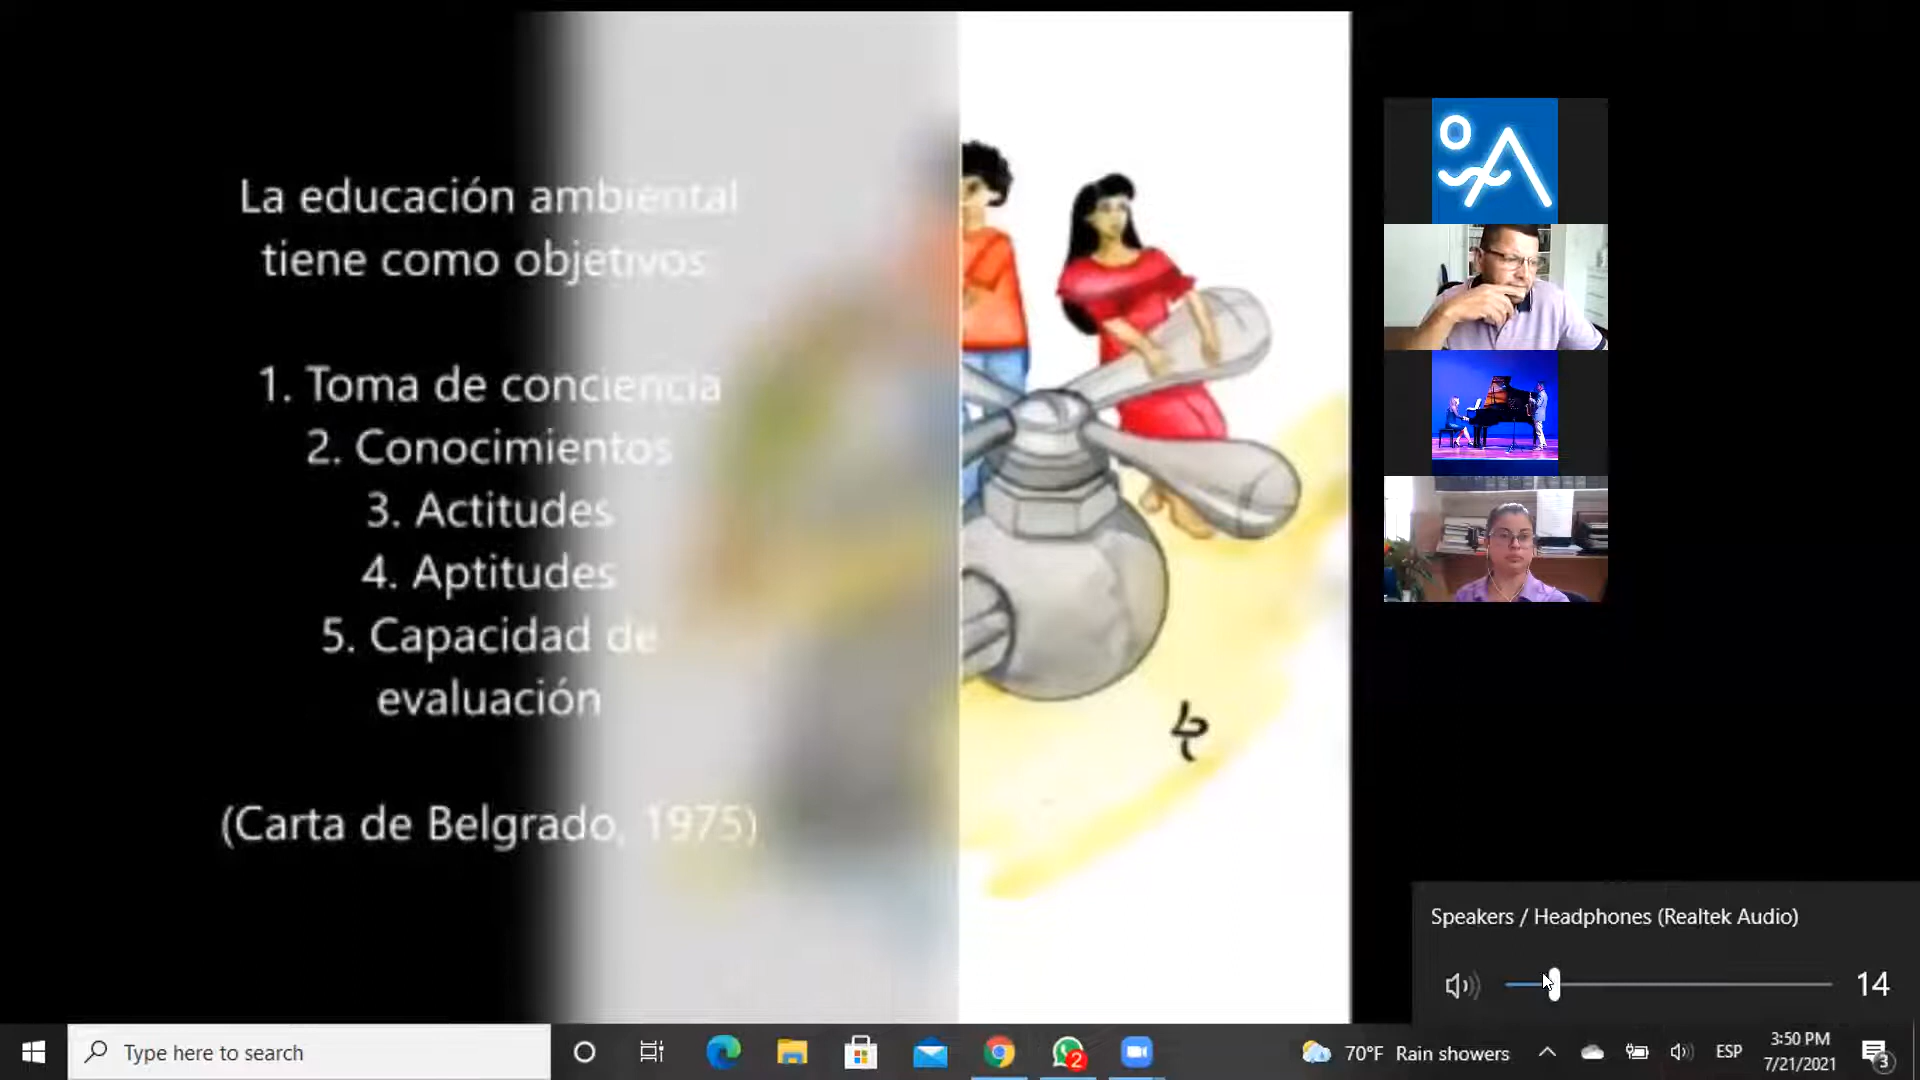 La educación ambiental
tiene como objetivos:
1. Toma de conciencia
2. Conocimientos
3. Actitudes
4. Aptitudes
5. Capacidad de
evaluación
(Carta de Belgrado, 1975)
Speakers / Headphones (Realtek Audio)
14
Type here to search
2
70°F Rain showers
ESP
3:50 PM
7/21/2021
3